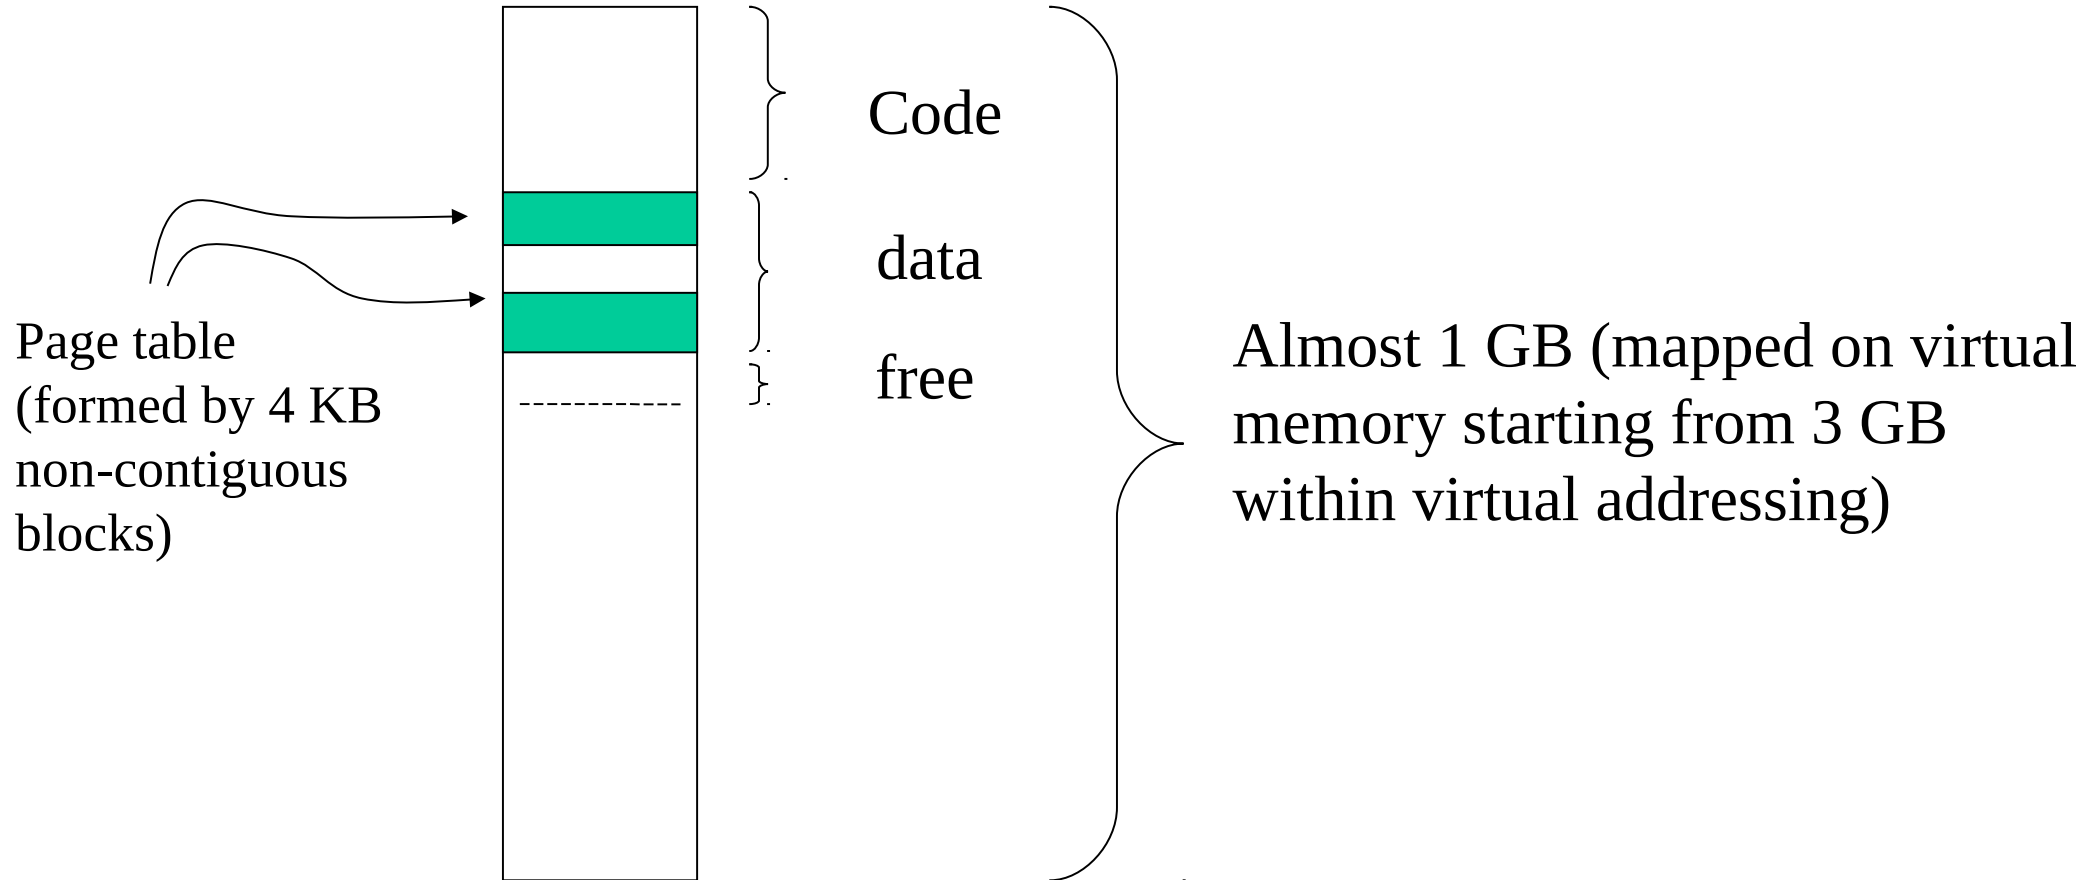 Code
data
free
Page table
(formed by 4 KB
non-contiguous
blocks)
Almost 1 GB (mapped on virtual
memory starting from 3 GB
within virtual addressing)